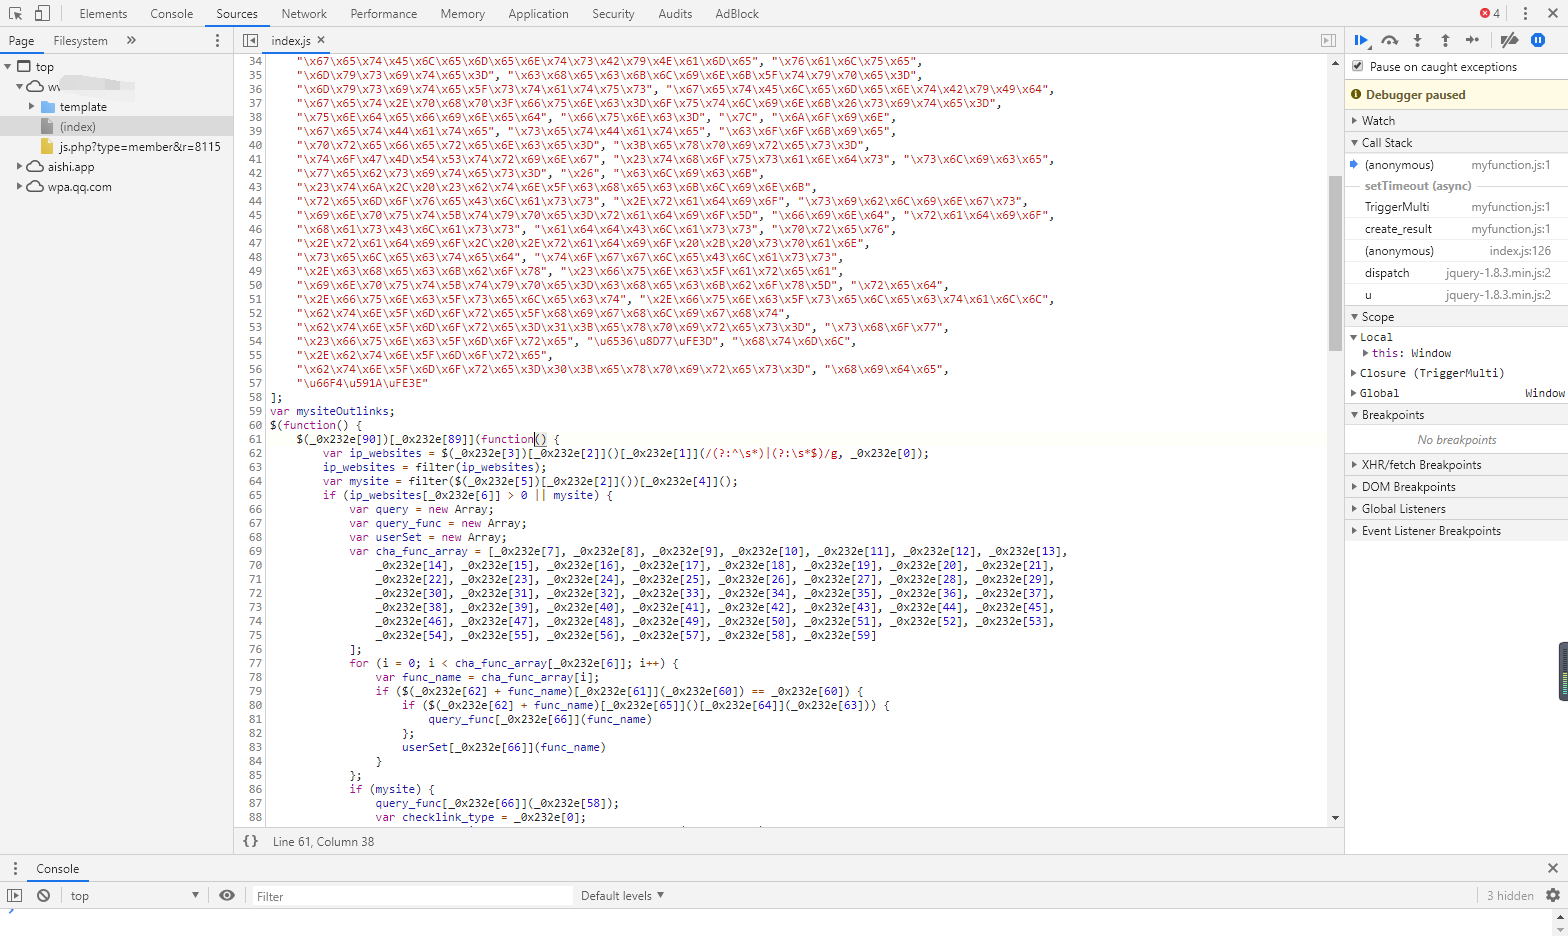 Elements Console Sources Network Performance Memory Application Security Audits AdBlock 4
Page Filesystem » index.js ×
top
template
(index)
js.php?type=member&r=8115
aishi.app
wpa.qq.com
34 "\x67\x65\x74\x45\x6C\x65\x6D\x65\x6E\x74\x73\x42\x79\x4E\x61\x6D\x65", "\x76\x61\x6C\x75\x65",
35 "\x6D\x79\x73\x69\x74\x65\x3D", "\x63\x68\x65\x63\x6B\x6C\x69\x6E\x6B\x5F\x74\x79\x70\x65\x3D",
36 "\x6D\x79\x73\x69\x74\x65\x5F\x73\x74\x61\x74\x75\x73", "\x67\x65\x74\x45\x6C\x65\x6D\x65\x6E\x74\x42\x79\x49\x64",
37 "\x67\x65\x74\x2E\x70\x68\x70\x3F\x66\x75\x6E\x63\x3D\x6F\x75\x74\x6C\x69\x6E\x6B\x26\x73\x69\x74\x65\x3D",
38 "\x75\x6E\x64\x65\x66\x69\x6E\x65\x64", "\x66\x75\x6E\x63\x3D", "\x7C", "\x6A\x6F\x69\x6E",
39 "\x67\x65\x74\x44\x61\x74\x65", "\x73\x65\x74\x44\x61\x74\x65", "\x63\x6F\x6F\x6B\x69\x65",
40 "\x70\x72\x65\x66\x65\x72\x65\x6E\x63\x65\x3D", "\x3B\x65\x78\x70\x69\x72\x65\x73\x3D",
41 "\x74\x6F\x47\x4D\x54\x53\x74\x72\x69\x6E\x67", "\x23\x74\x68\x6F\x75\x73\x61\x6E\x64\x73", "\x73\x6C\x69\x63\x65",
42 "\x77\x65\x62\x73\x69\x74\x65\x73\x3D", "\x26", "\x63\x6C\x69\x63\x6B",
43 "\x23\x74\x6A\x2C\x20\x23\x62\x74\x6E\x5F\x63\x68\x65\x63\x6B\x6C\x69\x6E\x6B",
44 "\x72\x65\x6D\x6F\x76\x65\x43\x6C\x61\x73\x73", "\x2E\x72\x61\x64\x69\x6F", "\x73\x69\x62\x6C\x69\x6E\x67\x73",
45 "\x69\x6E\x70\x75\x74\x5B\x74\x79\x70\x65\x3D\x72\x61\x64\x69\x6F\x5D", "\x66\x69\x6E\x64", "\x72\x61\x64\x69\x6F",
46 "\x68\x61\x73\x43\x6C\x61\x73\x73", "\x61\x64\x64\x43\x6C\x61\x73\x73", "\x70\x72\x65\x76",
47 "\x2E\x72\x61\x64\x69\x6F\x2C\x20\x2E\x72\x61\x64\x69\x6F\x20\x2B\x20\x73\x70\x61\x6E",
48 "\x73\x65\x6C\x65\x63\x74\x65\x64", "\x74\x6F\x67\x67\x6C\x65\x43\x6C\x61\x73\x73",
49 "\x2E\x63\x68\x65\x63\x6B\x62\x6F\x78", "\x23\x66\x75\x6E\x63\x5F\x61\x72\x65\x61",
50 "\x69\x6E\x70\x75\x74\x5B\x74\x79\x70\x65\x3D\x63\x68\x65\x63\x6B\x62\x6F\x78\x5D", "\x72\x65\x64",
51 "\x2E\x66\x75\x6E\x63\x5F\x73\x65\x6C\x65\x63\x74", "\x2E\x66\x75\x6E\x63\x5F\x73\x65\x6C\x65\x63\x74\x61\x6C\x6C",
52 "\x62\x74\x6E\x5F\x6D\x6F\x72\x65\x5F\x68\x69\x67\x68\x6C\x69\x67\x68\x74",
53 "\x62\x74\x6E\x5F\x6D\x6F\x72\x65\x3D\x31\x3B\x65\x78\x70\x69\x72\x65\x73\x3D", "\x73\x68\x6F\x77",
54 "\x23\x66\x75\x6E\x63\x5F\x6D\x6F\x72\x65", "\u6536\u8D77\uFE3D", "\x68\x74\x6D\x6C",
55 "\x2E\x62\x74\x6E\x5F\x6D\x6F\x72\x65",
56 "\x62\x74\x6E\x5F\x6D\x6F\x72\x65\x3D\x30\x3B\x65\x78\x70\x69\x72\x65\x73\x3D", "\x68\x69\x64\x65",
57 "\u66F4\u591A\uFE3E"
58 ];
59 var mysiteOutlinks;
60 $(function() {
61 $(_0x232e[90])[_0x232e[89]](function() {
62 var ip_websites = $(_0x232e[3])[_0x232e[2]]()[_0x232e[1]](/(?:^\s*)|(?:\s*$)/g, _0x232e[0]);
63 ip_websites = filter(ip_websites);
64 var mysite = filter($(_0x232e[5])[_0x232e[2]]())[_0x232e[4]]();
65 if (ip_websites[_0x232e[6]] > 0 || mysite) {
66 var query = new Array;
67 var query_func = new Array;
68 var userSet = new Array;
69 var cha_func_array = [_0x232e[7], _0x232e[8], _0x232e[9], _0x232e[10], _0x232e[11], _0x232e[12], _0x232e[13],
70 _0x232e[14], _0x232e[15], _0x232e[16], _0x232e[17], _0x232e[18], _0x232e[19], _0x232e[20], _0x232e[21],
71 _0x232e[22], _0x232e[23], _0x232e[24], _0x232e[25], _0x232e[26], _0x232e[27], _0x232e[28], _0x232e[29],
72 _0x232e[30], _0x232e[31], _0x232e[32], _0x232e[33], _0x232e[34], _0x232e[35], _0x232e[36], _0x232e[37],
73 _0x232e[38], _0x232e[39], _0x232e[40], _0x232e[41], _0x232e[42], _0x232e[43], _0x232e[44], _0x232e[45],
74 _0x232e[46], _0x232e[47], _0x232e[48], _0x232e[49], _0x232e[50], _0x232e[51], _0x232e[52], _0x232e[53],
75 _0x232e[54], _0x232e[55], _0x232e[56], _0x232e[57], _0x232e[58], _0x232e[59]
76 ];
77 for (i = 0; i < cha_func_array[_0x232e[6]]; i++) {
78 var func_name = cha_func_array[i];
79 if ($(_0x232e[62] + func_name)[_0x232e[61]](_0x232e[60]) == _0x232e[60]) {
80 if ($(_0x232e[62] + func_name)[_0x232e[65]]()[_0x232e[64]](_0x232e[63])) {
81 query_func[_0x232e[66]](func_name)
82 };
83 userSet[_0x232e[66]](func_name)
84 }
85 };
86 if (mysite) {
87 query_func[_0x232e[66]](_0x232e[58]);
88 var checklink_type = _0x232e[0];
{} Line 61, Column 38
Pause on caught exceptions
Debugger paused
Watch
Call Stack
(anonymous) myfunction.js:1
setTimeout (async)
TriggerMulti myfunction.js:1
create_result myfunction.js:1
(anonymous) index.js:126
dispatch jquery-1.8.3.min.js:2
u jquery-1.8.3.min.js:2
Scope
Local
this: Window
Closure (TriggerMulti)
Global Window
Breakpoints
No breakpoints
XHR/fetch Breakpoints
DOM Breakpoints
Global Listeners
Event Listener Breakpoints
Console
top Filter Default levels 3 hidden